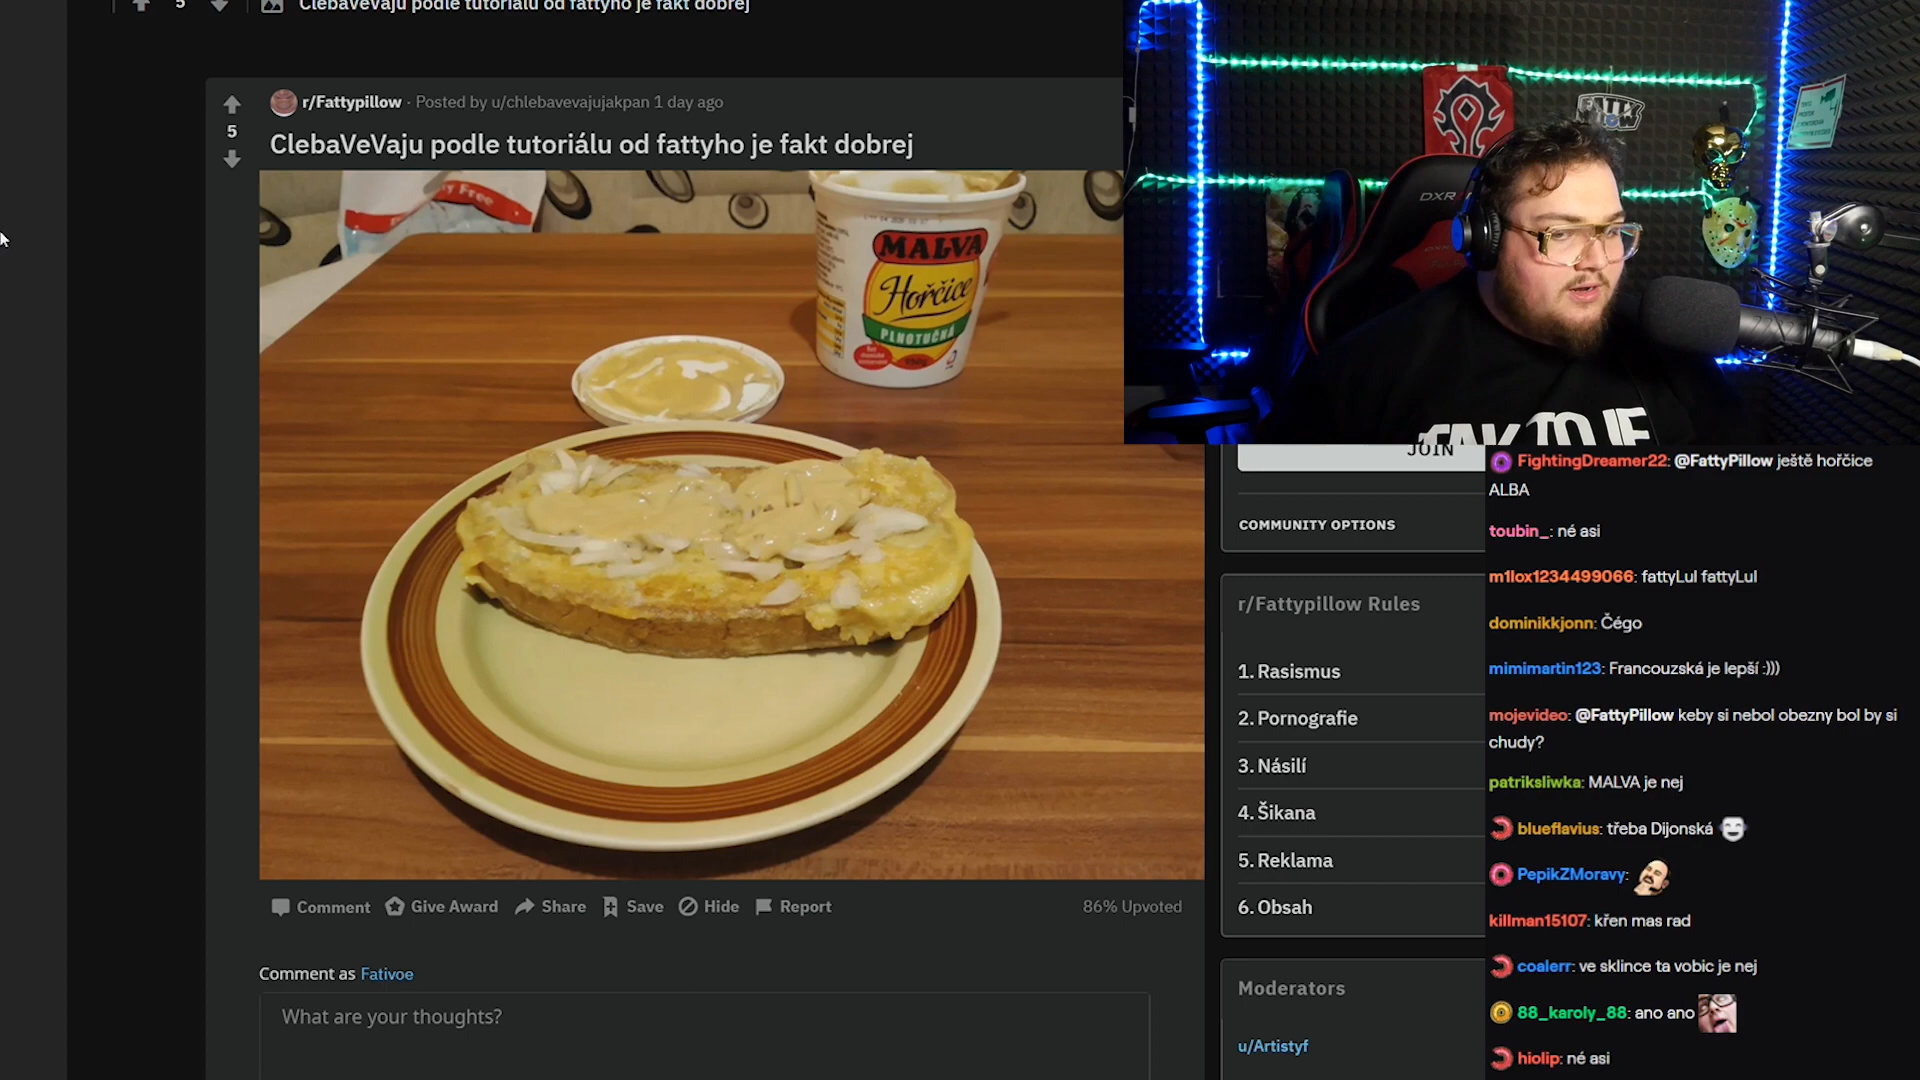 5
ClebaVeVaju podle tutoriálu od fattyho je fakt dobrej
r/Fattypillow · Posted by u/chlebavevajujakpan 1 day ago
5
ClebaVeVaju podle tutoriálu od fattyho je fakt dobrej
y Free
MALVA
Hořčice
PLNOTUČNÁ
DXR
FATTY
Comment
Give Award
Share
Save
Hide
Report
86% Upvoted
Comment as Fativoe
What are your thoughts?
JOIN
COMMUNITY OPTIONS
r/Fattypillow Rules
1. Rasismus
2. Pornografie
3. Násilí
4. Šikana
5. Reklama
6. Obsah
Moderators
u/Artistyf
FightingDreamer22: @FattyPillow ještě hořčice
ALBA
toubin_: né asi
m1lox1234499066: fattyLul fattyLul
dominikkjonn: Čégo
mimimartin123: Francouzská je lepší :)))
mojevideo: @FattyPillow keby si nebol obezny bol by si
chudy?
patriksliwka: MALVA je nej
blueflavius: třeba Dijonská
PepikZMoravy:
killman15107: křen mas rad
coalerr: ve sklince ta vobic je nej
88_karoly_88: ano ano
hiolip: né asi